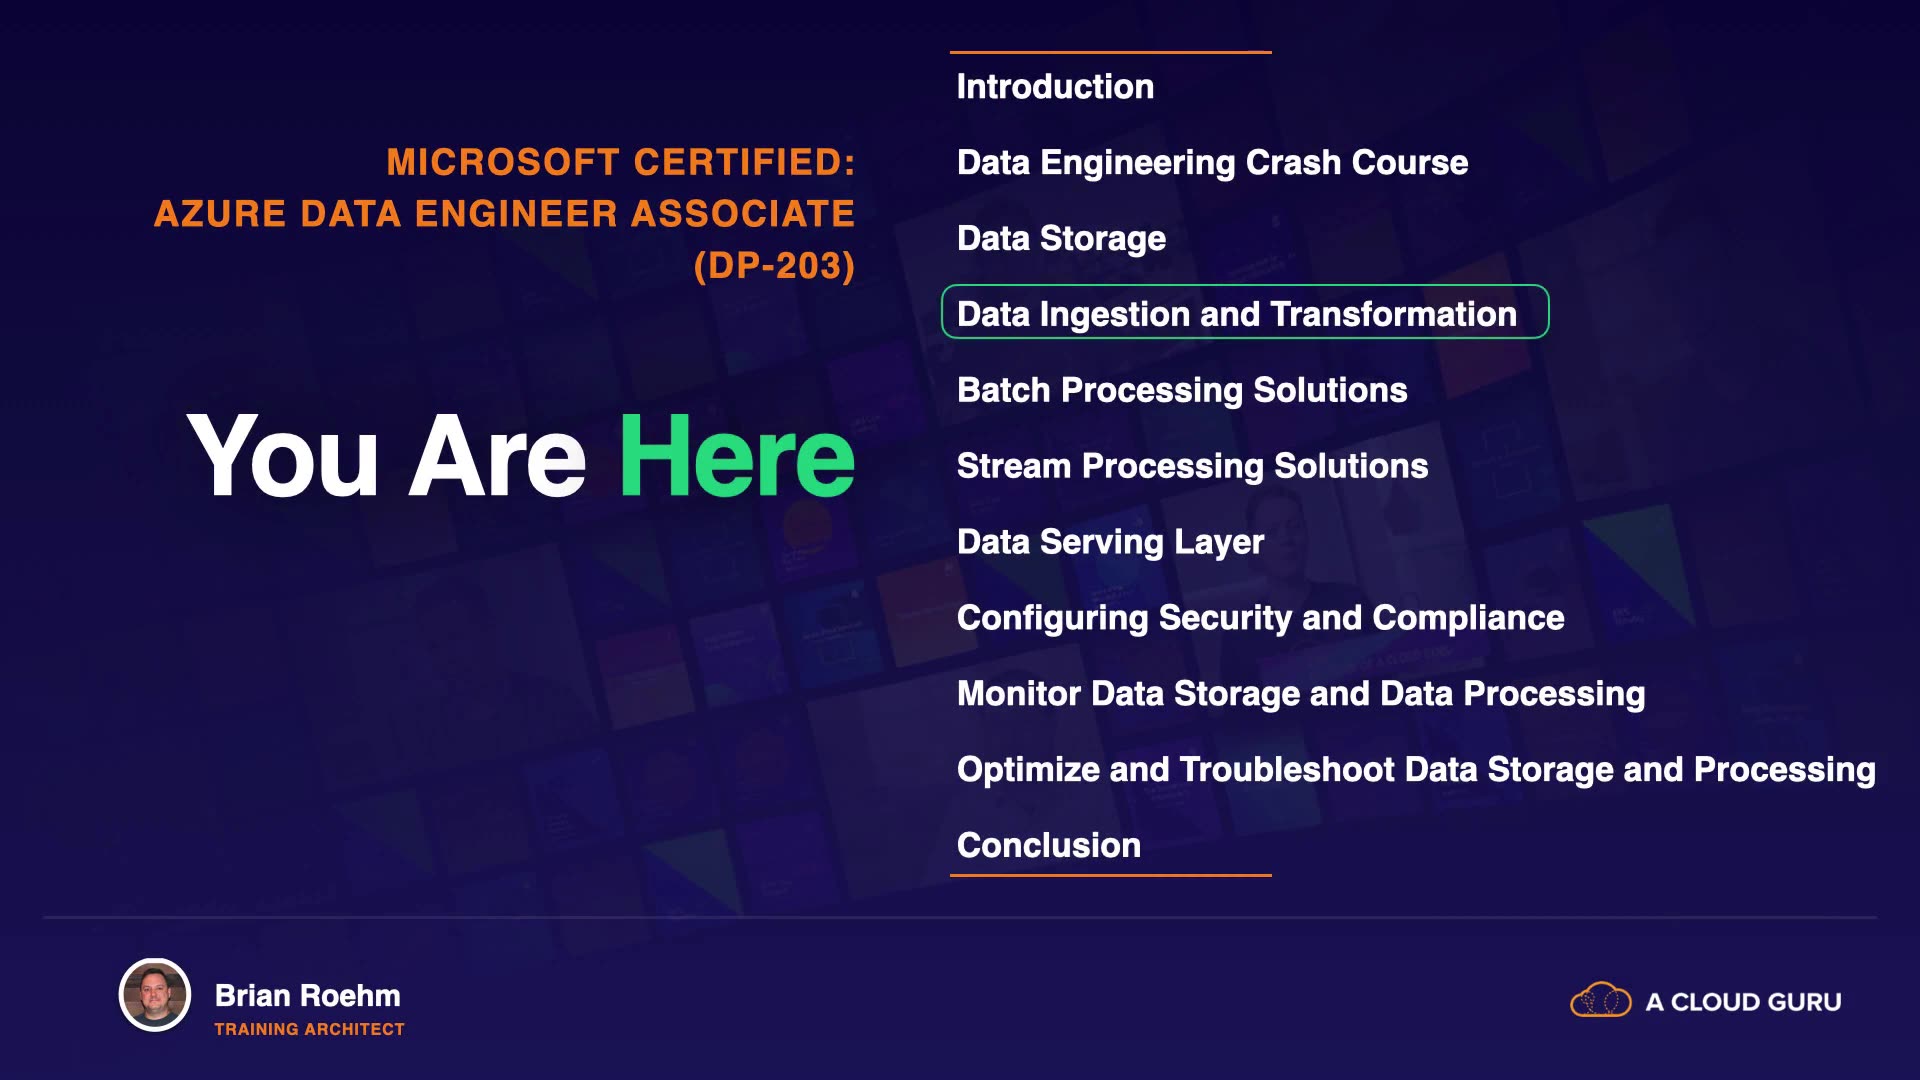 MICROSOFT CERTIFIED:
AZURE DATA ENGINEER ASSOCIATE
(DP-203)
You Are Here
Introduction
Data Engineering Crash Course
Data Storage
Data Ingestion and Transformation
Batch Processing Solutions
Stream Processing Solutions
Data Serving Layer
Configuring Security and Compliance
Monitor Data Storage and Data Processing
Optimize and Troubleshoot Data Storage and Processing
Conclusion
Brian Roehm
TRAINING ARCHITECT
A CLOUD GURU